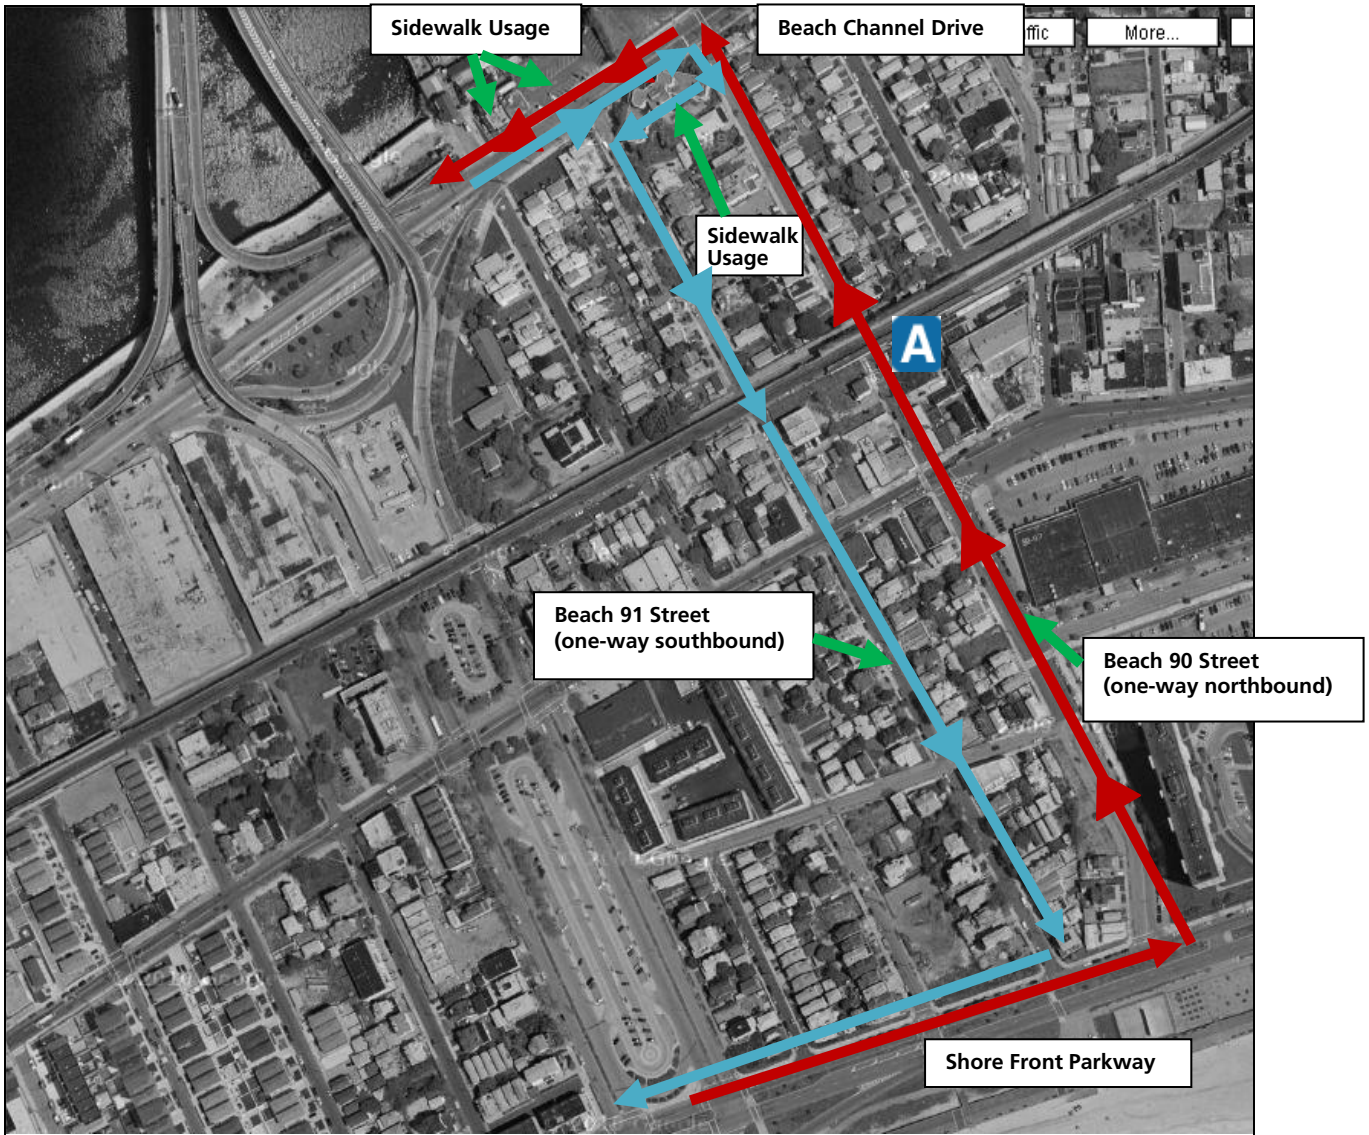 Sidewalk Usage
Beach Channel Drive
ffic
More...
Sidewalk
Usage
A
Beach 91 Street
(one-way southbound)
Beach 90 Street
(one-way northbound)
Shore Front Parkway